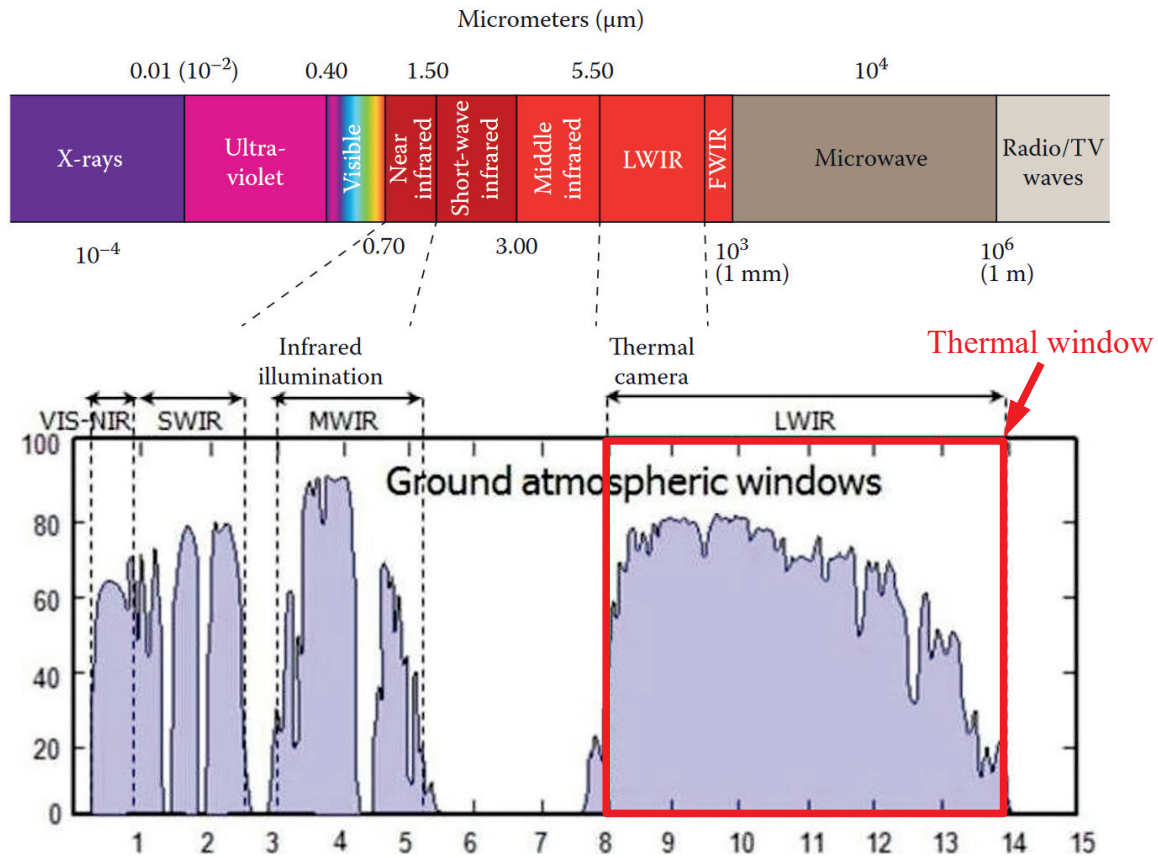 Micrometers (μm)
0.01 (10⁻²) 0.40 1.50 5.50 10⁴
X-rays
Ultra-
violet
Visible
Near
infrared
Short-wave
infrared
Middle
infrared
LWIR
FWIR
Microwave
Radio/TV
waves
10⁻⁴ 0.70 3.00 10³ 10⁶
(1 mm) (1 m)
Infrared
illumination
Thermal
camera
Thermal window
VIS-NIR SWIR MWIR LWIR
Ground atmospheric windows
100
80
60
40
20
0
1 2 3 4 5 6 7 8 9 10 11 12 13 14 15